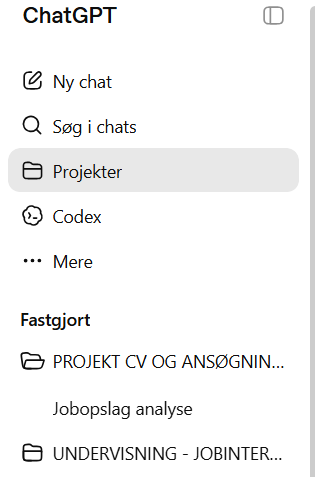 ChatGPT
Ny chat
Søg i chats
Projekter
Codex
Mere
Fastgjort
PROJEKT CV OG ANSØGNIN...
Jobopslag analyse
UNDERVISNING - JOBINTER...